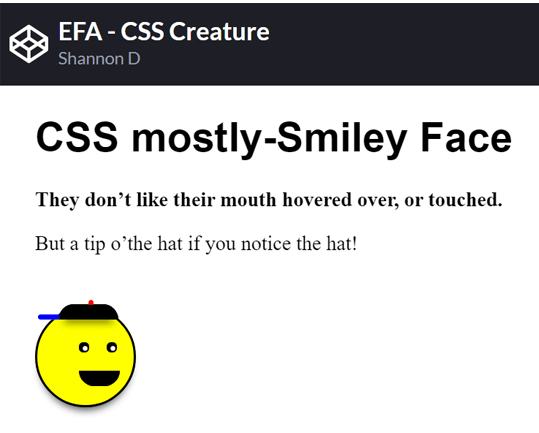 EFA - CSS Creature
Shannon D
CSS mostly-Smiley Face
They don’t like their mouth hovered over, or touched.
But a tip o’the hat if you notice the hat!